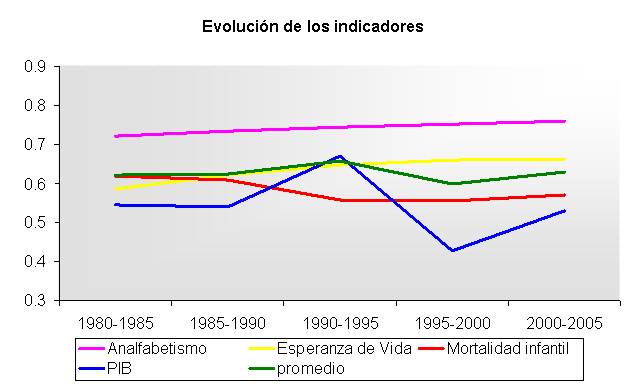 Evolución de los indicadores
0.9
0.8
0.7
0.6
0.5
0.4
0.3
1980-1985 1985-1990 1990-1995 1995-2000 2000-2005
Analfabetismo Esperanza de Vida Mortalidad infantil
PIB promedio